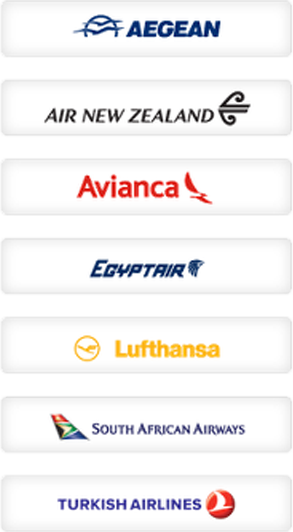 AEGEAN
AIR NEW ZEALAND
Avianca
EGYPTAIR
Lufthansa
SOUTH AFRICAN AIRWAYS
TURKISH AIRLINES